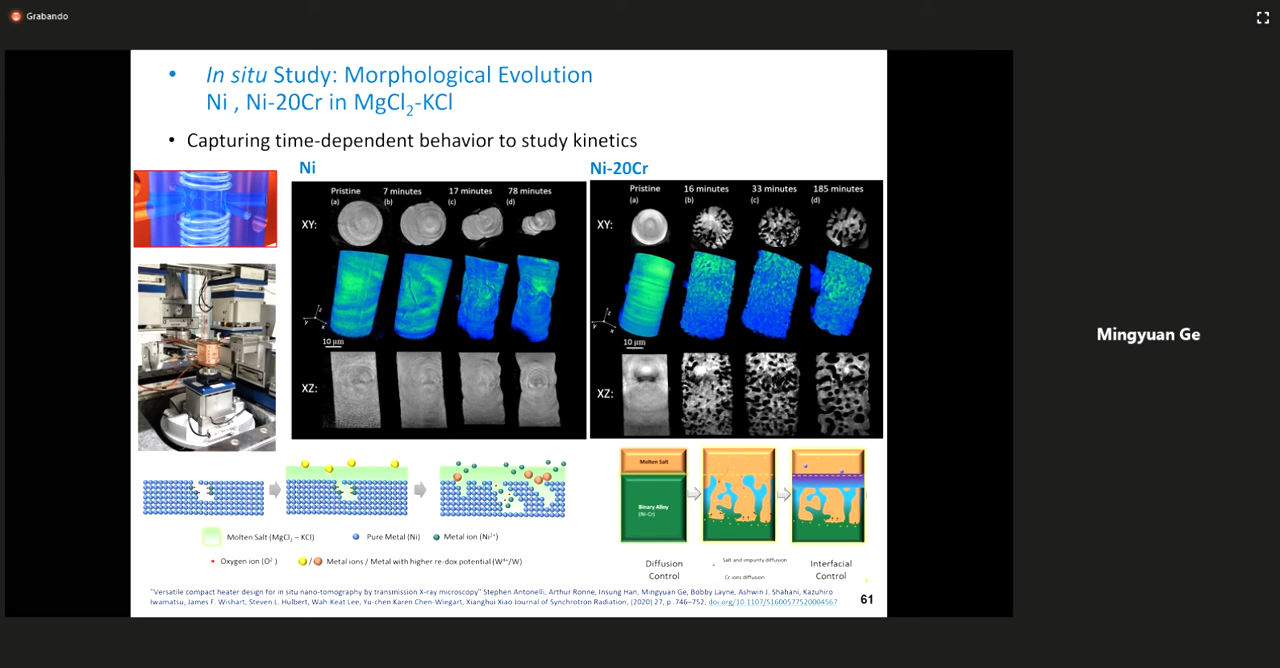 Grabando
In situ Study: Morphological Evolution
Ni , Ni-20Cr in MgCl2-KCl
Capturing time-dependent behavior to study kinetics
Ni
Ni-20Cr
Pristine 7 minutes 17 minutes 78 minutes
(a) (b) (c) (d)
XY:
z
y x
10 μm
XZ:
Pristine 16 minutes 33 minutes 185 minutes
(a) (b) (c) (d)
XY:
z
y x
10 μm
XZ:
Mingyuan Ge
Molten Salt
Binary Alloy
(Ni-Cr)
Molten Salt (MgCl2 – KCl) Pure Metal (Ni) Metal ion (Ni2+)
Oxygen ion (O2-) Metal ions / Metal with higher re-dox potential (W4+/W)
Diffusion
Control
Salt and impurity diffusion
Cr ions diffusion
Interfacial
Control
"Versatile compact heater design for in situ nano-tomography by transmission X-ray microscopy" Stephen Antonelli, Arthur Ronne, Insung Han, Mingyuan Ge, Bobby Layne, Ashwin J. Shahani, Kazuhiro
Iwamatsu, James F. Wishart, Steven L. Hulbert, Wah-Keat Lee, Yu-chen Karen Chen-Wiegart, Xianghui Xiao Journal of Synchrotron Radiation, (2020) 27, p .746–752, doi.org/10.1107/S1600577520004567
61